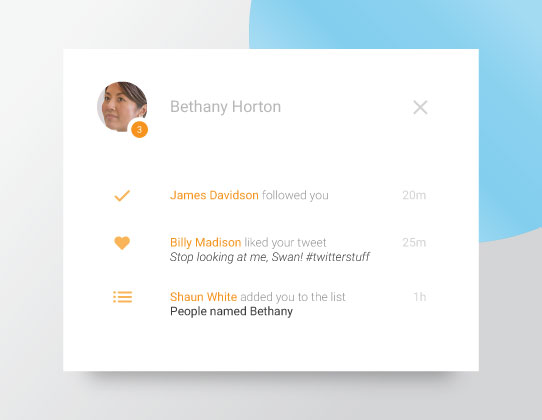 Bethany Horton
3
James Davidson followed you 20m
Billy Madison liked your tweet 25m
Stop looking at me, Swan! #twitterstuff
Shaun White added you to the list 1h
People named Bethany